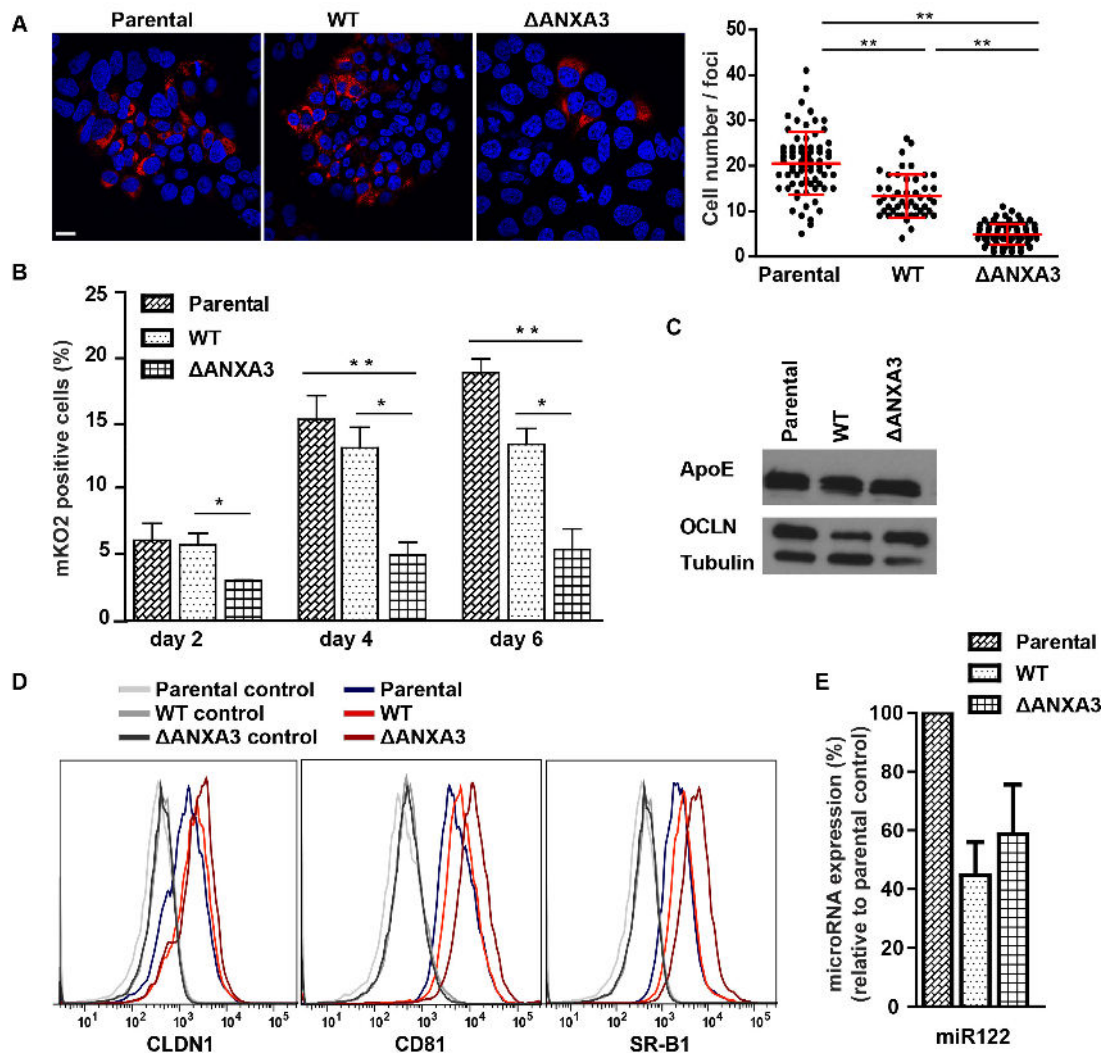 A
Parental
WT
ΔANXA3
**
**
**
Cell number / foci
50
40
30
20
10
0
Parental
WT
ΔANXA3
B
mKO2 positive cells (%)
25
20
15
10
5
0
Parental
WT
ΔANXA3
*
* *
*
* *
*
day 2
day 4
day 6
C
Parental
WT
ΔANXA3
ApoE
OCLN
Tubulin
D
Parental control
WT control
ΔANXA3 control
Parental
WT
ΔANXA3
10¹ 10² 10³ 10⁴ 10⁵
CLDN1
10¹ 10² 10³ 10⁴ 10⁵
CD81
10¹ 10² 10³ 10⁴ 10⁵
SR-B1
E
Parental
WT
ΔANXA3
microRNA expression (%)
(relative to parental control)
100
80
60
40
20
0
miR122